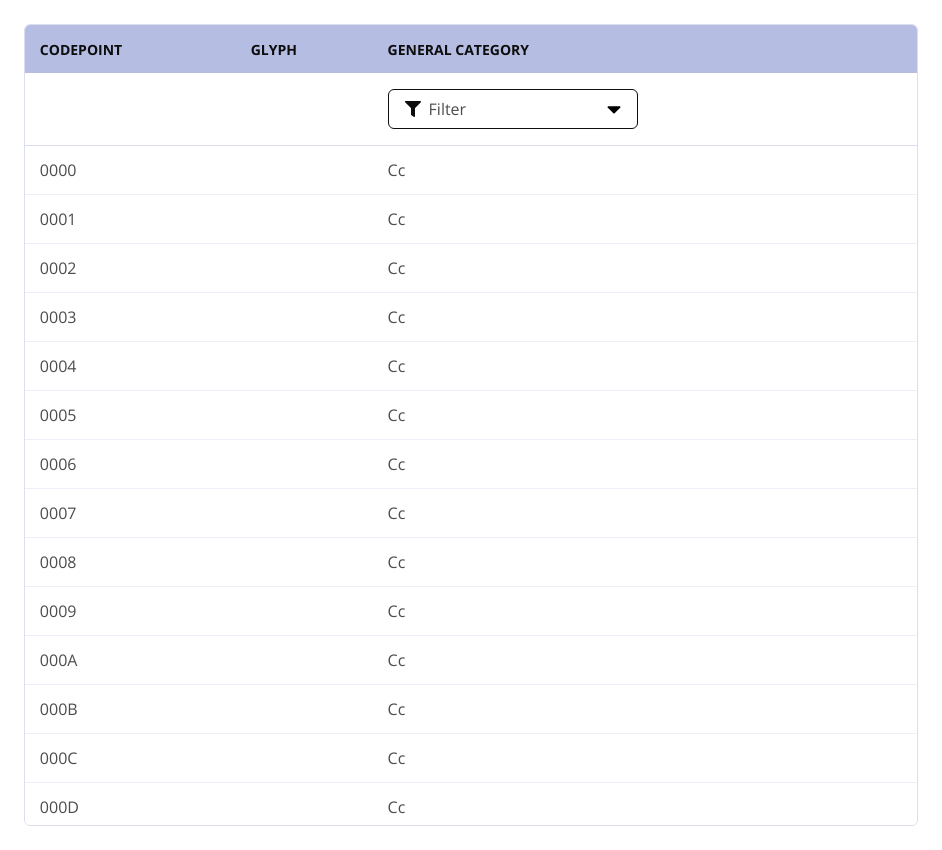 CODEPOINT GLYPH GENERAL CATEGORY
Filter
0000 Cc
0001 Cc
0002 Cc
0003 Cc
0004 Cc
0005 Cc
0006 Cc
0007 Cc
0008 Cc
0009 Cc
000A Cc
000B Cc
000C Cc
000D Cc